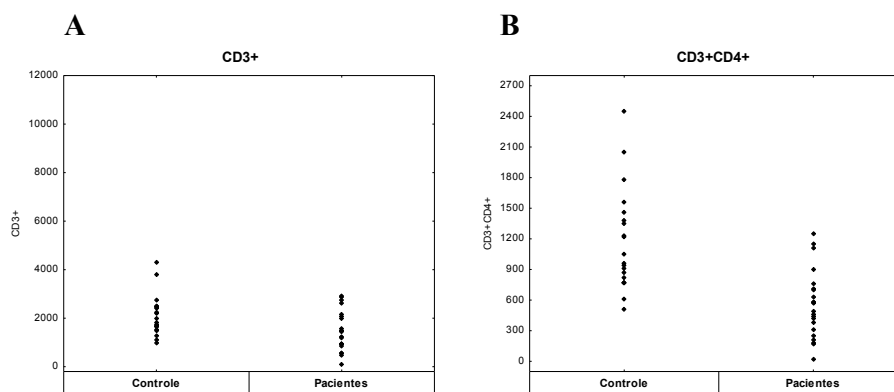 A
CD3+
12000
10000
8000
6000
4000
2000
0
CD3+
Controle
Pacientes
B
CD3+CD4+
2700
2400
2100
1800
1500
1200
900
600
300
0
CD3+CD4+
Controle
Pacientes